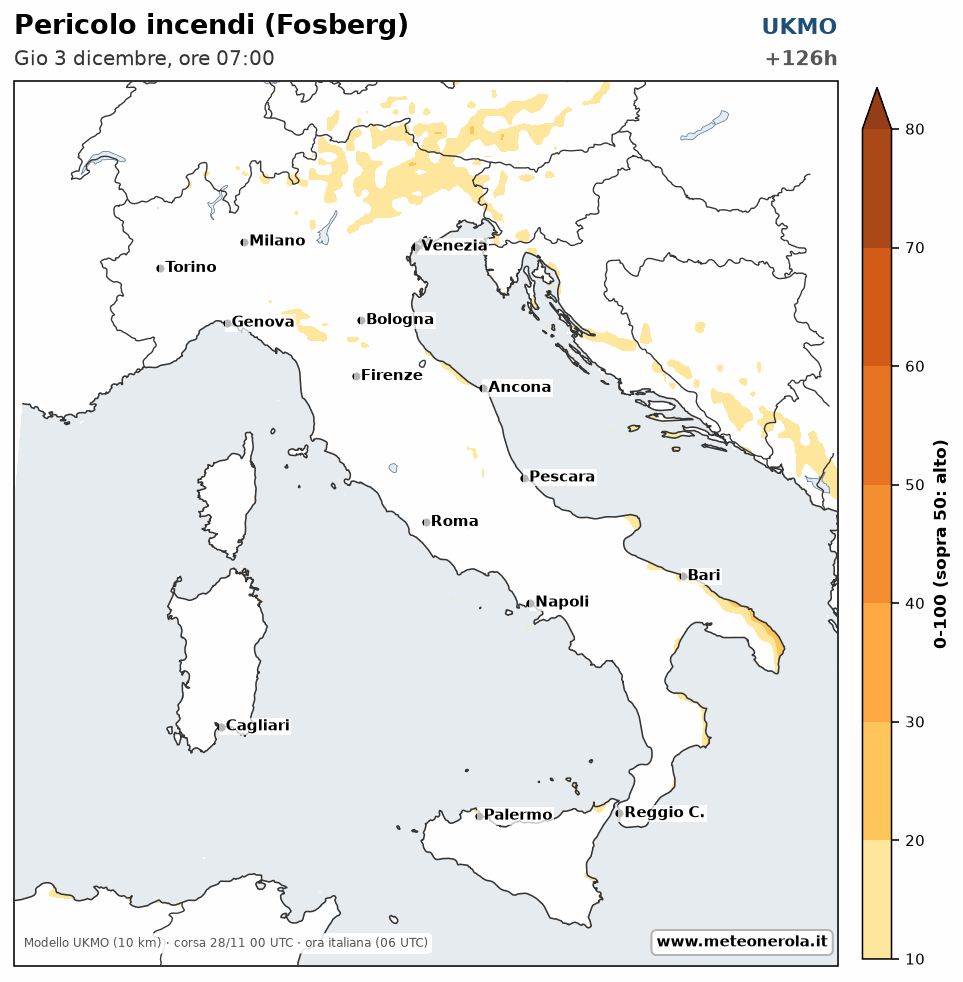 Pericolo incendi (Fosberg)
UKMO
Gio 3 dicembre, ore 07:00
+126h
80
70
60
50
40
30
20
10
0-100 (sopra 50: alto)
Milano
Venezia
Torino
Genova
Bologna
Firenze
Ancona
Pescara
Roma
Bari
Napoli
Cagliari
Palermo
Reggio C.
Modello UKMO (10 km) · corsa 28/11 00 UTC · ora italiana (06 UTC)
www.meteonerola.it